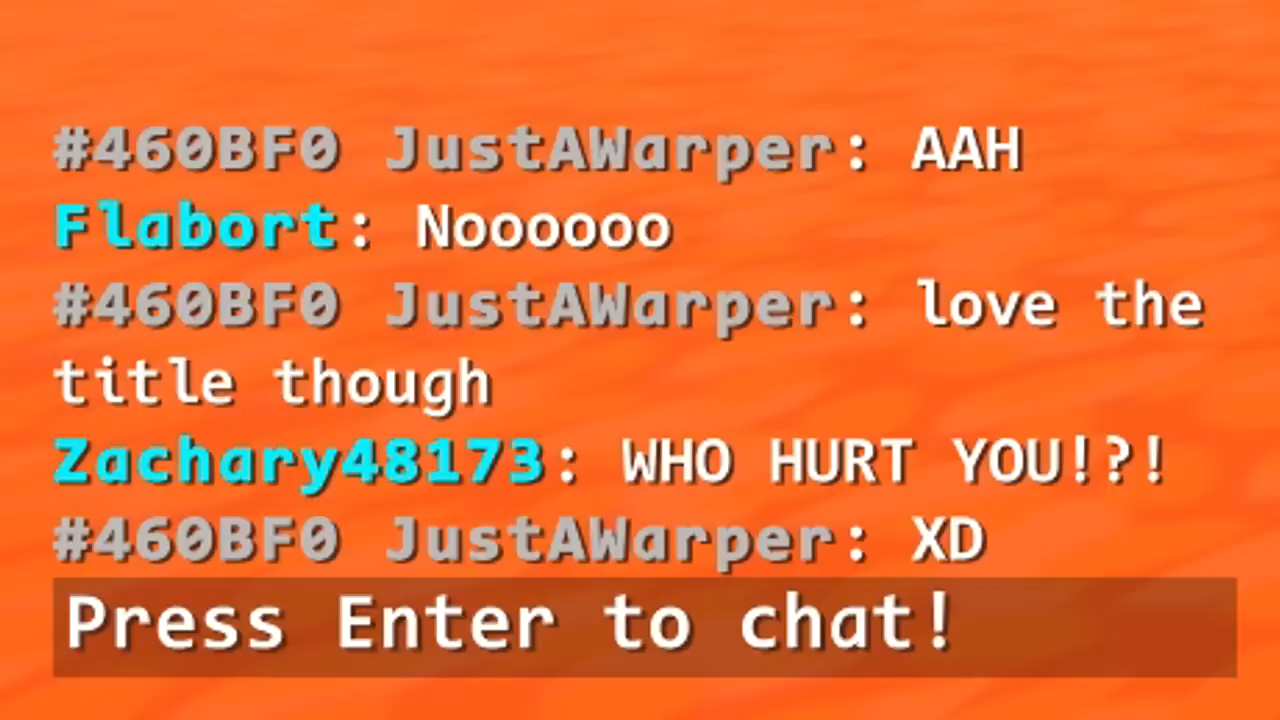 #460BF0 JustAWarper: AAH
Flabort: Noooooo
#460BF0 JustAWarper: love the
title though
Zachary48173: WHO HURT YOU!?!
#460BF0 JustAWarper: XD
Press Enter to chat!